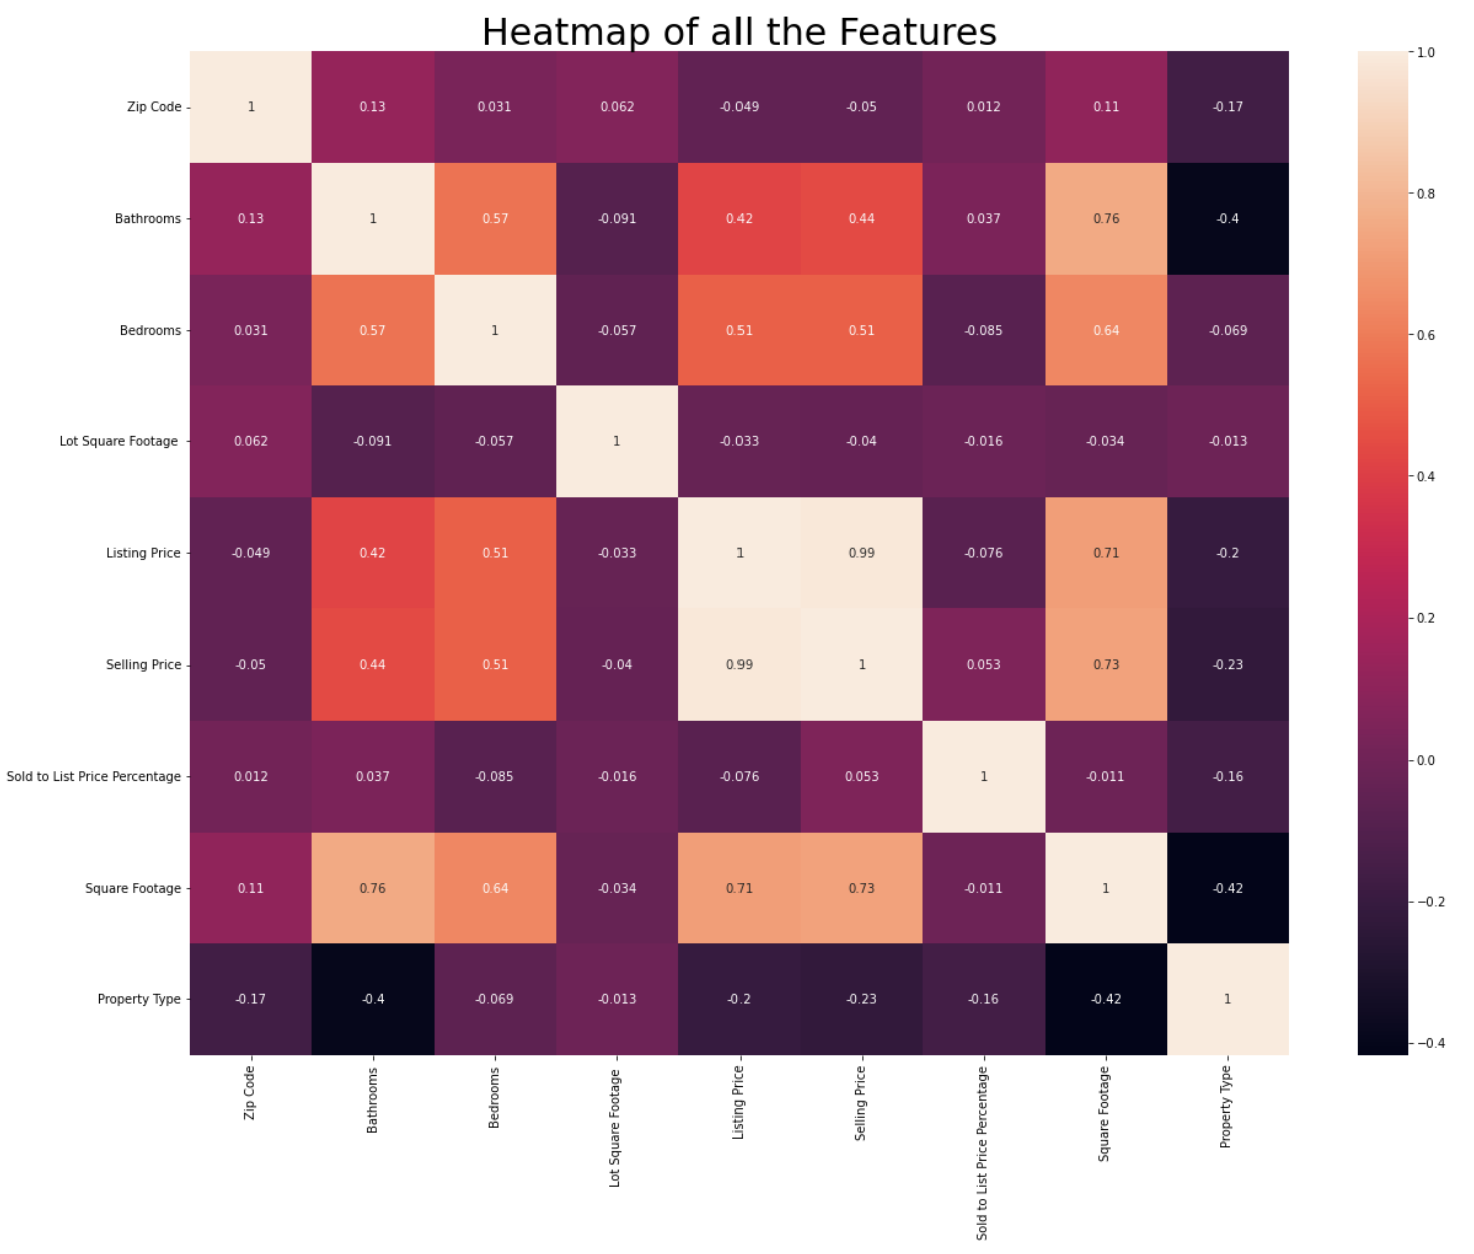 Heatmap of all the Features
Zip Code 1 0.13 0.031 0.062 -0.049 -0.05 0.012 0.11 -0.17
Bathrooms 0.13 1 0.57 -0.091 0.42 0.44 0.037 0.76 -0.4
Bedrooms 0.031 0.57 1 -0.057 0.51 0.51 -0.085 0.64 -0.069
Lot Square Footage 0.062 -0.091 -0.057 1 -0.033 -0.04 -0.016 -0.034 -0.013
Listing Price -0.049 0.42 0.51 -0.033 1 0.99 -0.076 0.71 -0.2
Selling Price -0.05 0.44 0.51 -0.04 0.99 1 0.053 0.73 -0.23
Sold to List Price Percentage 0.012 0.037 -0.085 -0.016 -0.076 0.053 1 -0.011 -0.16
Square Footage 0.11 0.76 0.64 -0.034 0.71 0.73 -0.011 1 -0.42
Property Type -0.17 -0.4 -0.069 -0.013 -0.2 -0.23 -0.16 -0.42 1
Zip Code
Bathrooms
Bedrooms
Lot Square Footage
Listing Price
Selling Price
Sold to List Price Percentage
Square Footage
Property Type
1.0
0.8
0.6
0.4
0.2
0.0
−0.2
−0.4